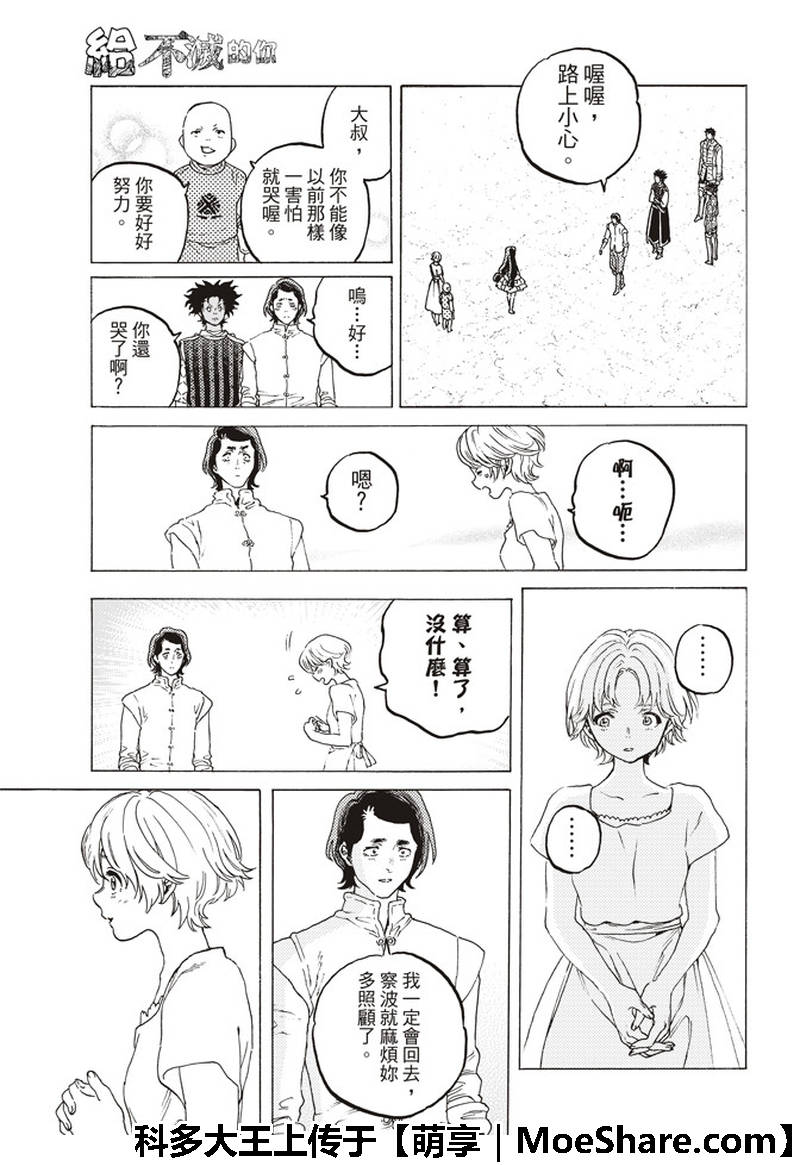 給不滅的你
喔喔，
路上小心。
大叔，
你不能像
以前那樣
一害怕
就哭喔。
你要好好
努力。
嗚…好…
你還
哭了啊？
啊…呃…
嗯？
……
……
算、算了，
沒什麼！
我一定會回去，
察波就麻煩妳
多照顧了。
科多大王上传于【萌享｜MoeShare.com】